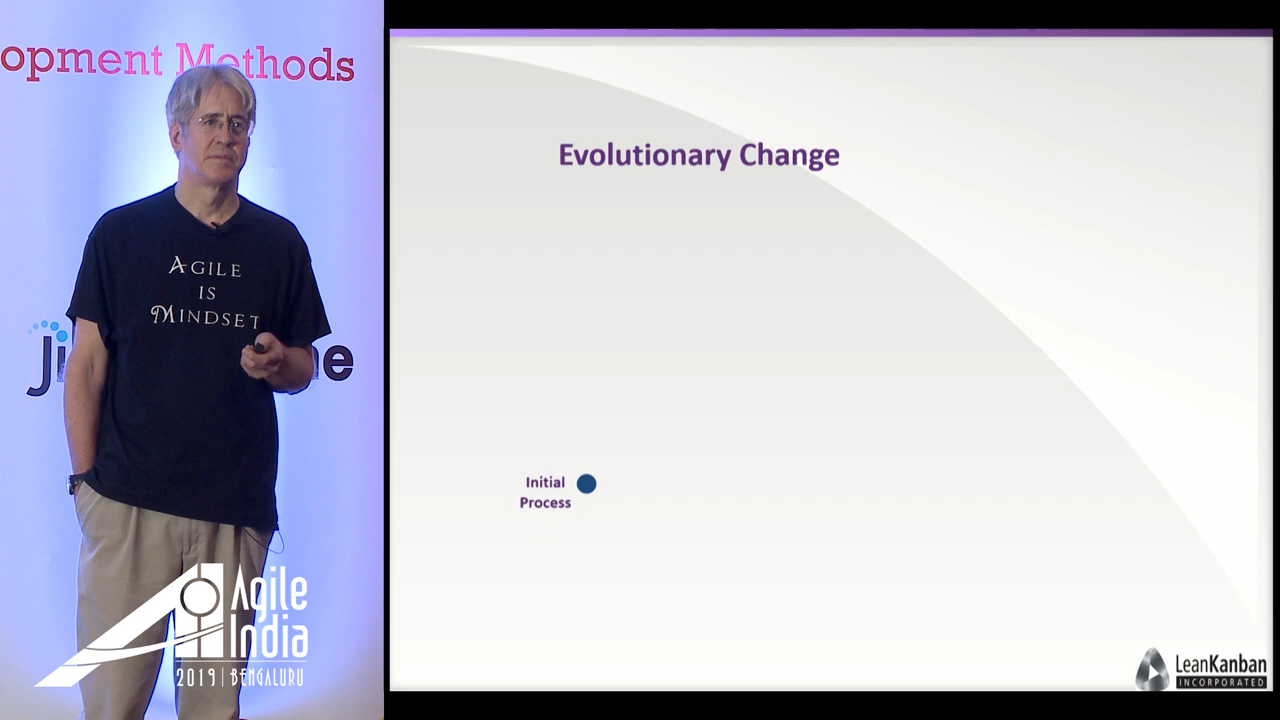 opment Methods
AGILE
IS
MINDSET
Agile
India
2019 | BENGALURU
Evolutionary Change
Initial
Process
LeanKanban
INCORPORATED